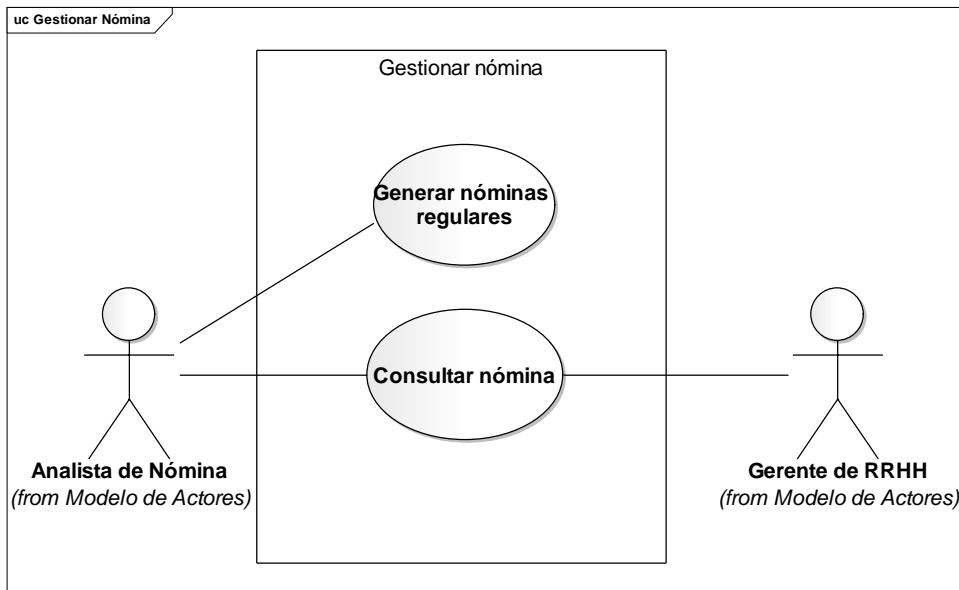 uc Gestionar Nómina
Gestionar nómina
Generar nóminas
regulares
Consultar nómina
Analista de Nómina
(from Modelo de Actores)
Gerente de RRHH
(from Modelo de Actores)